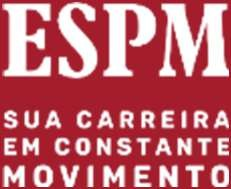 ESPM
SUA CARREIRA
EM CONSTANTE
MOVIMENTO